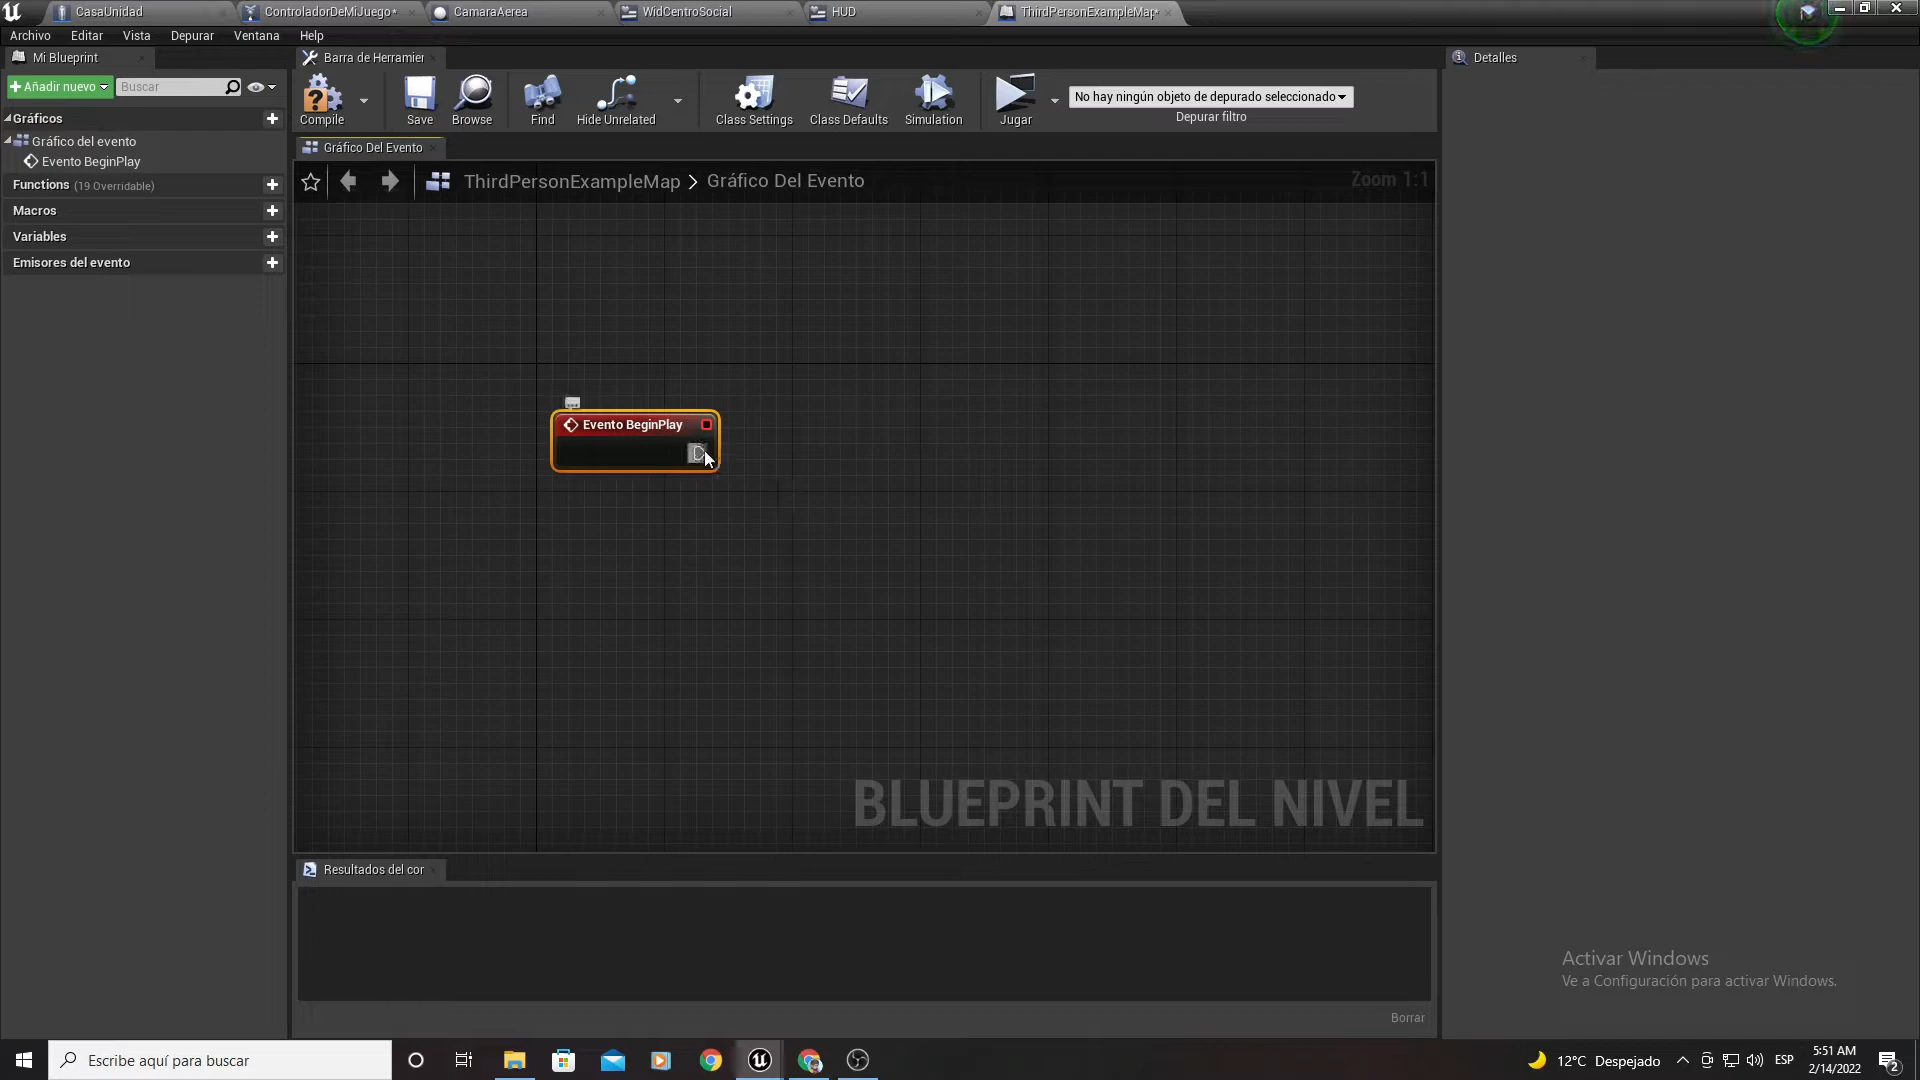 CasaUnidad
ControladorDeMiJuego*
CamaraAerea
WidCentroSocial
HUD
ThirdPersonExampleMap*
Archivo
Editar
Vista
Depurar
Ventana
Help
Mi Blueprint
Barra de Herramier
Detalles
Añadir nuevo
Buscar
Compile
Save
Browse
Find
Hide Unrelated
Class Settings
Class Defaults
Simulation
Jugar
No hay ningún objeto de depurado seleccionado
Depurar filtro
Gráficos
Gráfico del evento
Evento BeginPlay
Functions (19 Overridable)
Macros
Variables
Emisores del evento
Gráfico Del Evento
ThirdPersonExampleMap > Gráfico Del Evento
Zoom 1:1
Evento BeginPlay
BLUEPRINT DEL NIVEL
Resultados del cor
Borrar
Activar Windows
Ve a Configuración para activar Windows.
Escribe aquí para buscar
12°C Despejado
ESP
5:51 AM
2/14/2022
2